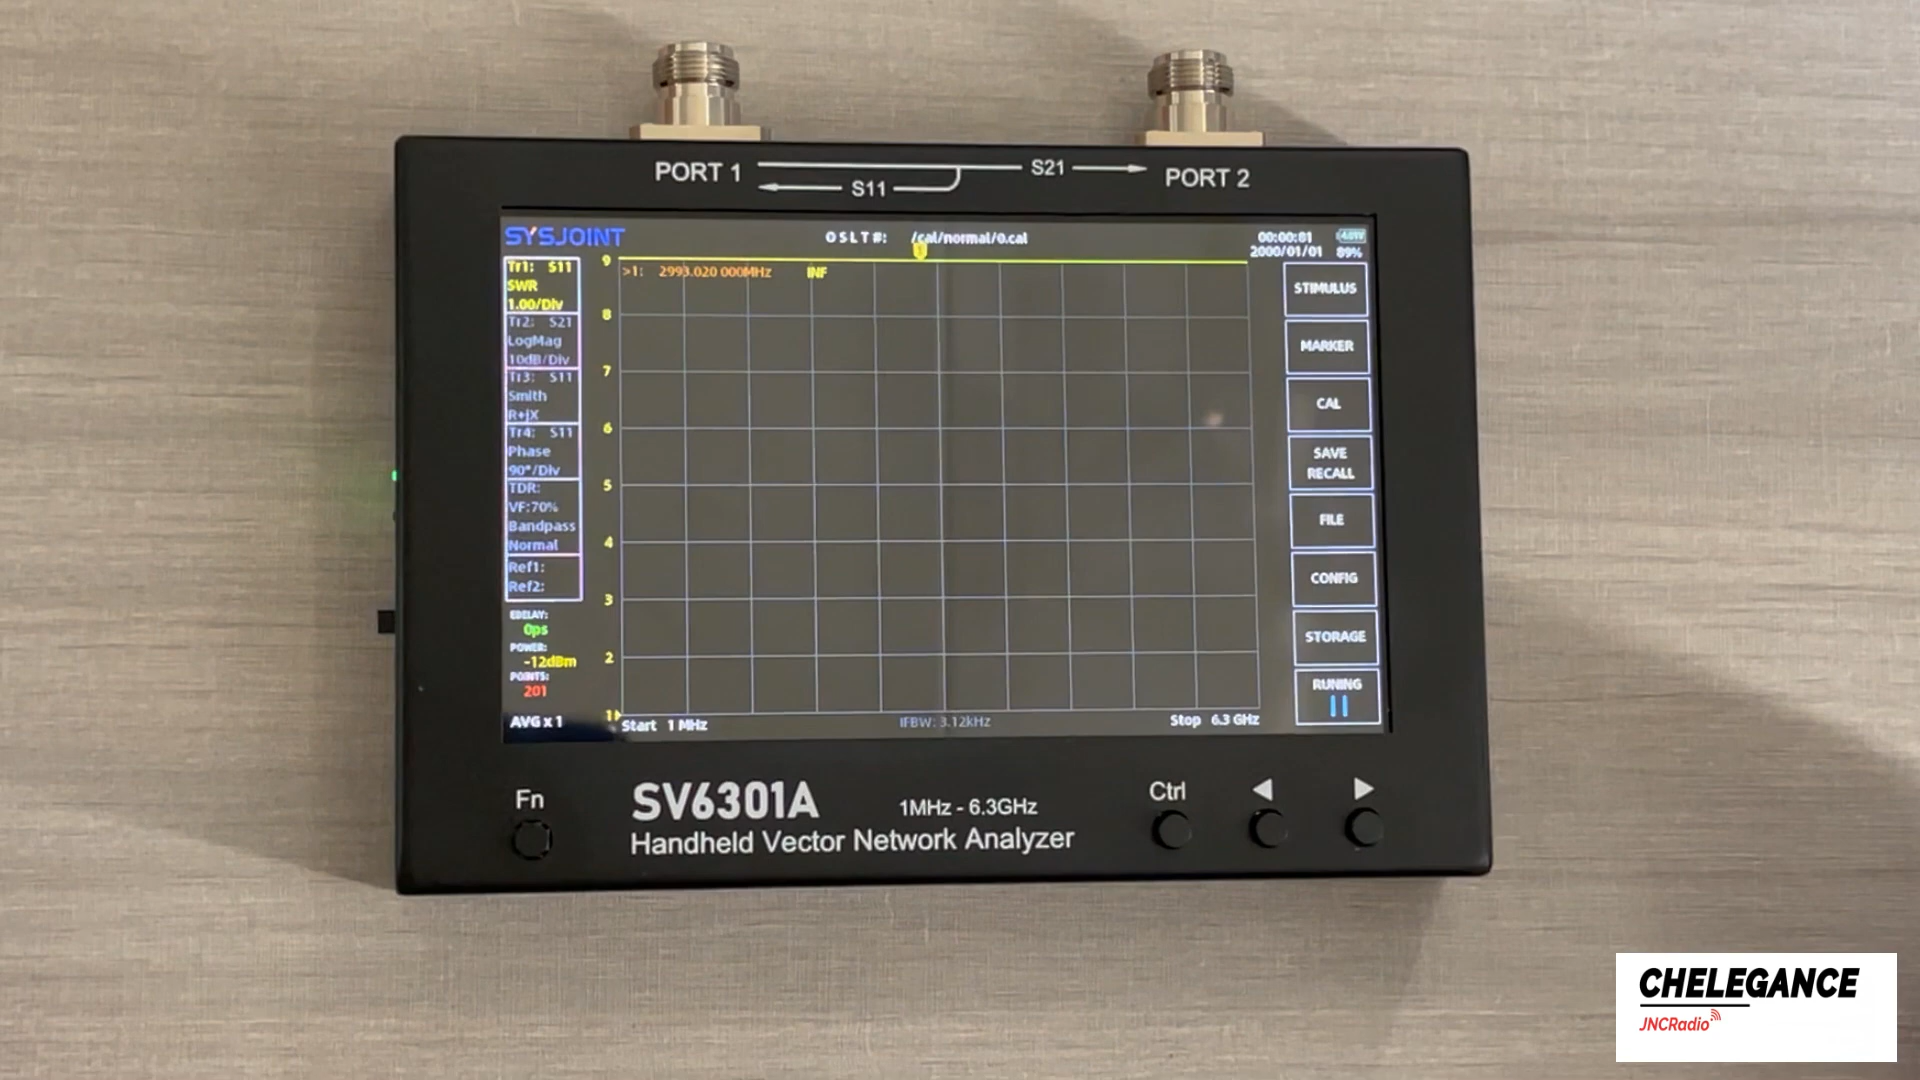 PORT 1
S11
S21
PORT 2
SYSJOINT
O S L T #: /cal/normal/0.cal
00:00:01
2000/01/01 89%
Tr1: S11
SWR
1.00/Div
Tr2: S21
LogMag
10dB/Div
Tr3: S11
Smith
R+jX
Tr4: S11
Phase
90°/Div
TDR:
VF:70%
Bandpass
Normal
Ref1:
Ref2:
EDELAY:
0ps
POWER:
-12dBm
POINTS:
201
AVG x 1
>1: 2993.020 000MHz INF
1
9
8
7
6
5
4
3
2
1
Start 1 MHz
IFBW: 3.12kHz
Stop 6.3 GHz
STIMULUS
MARKER
CAL
SAVE
RECALL
FILE
CONFIG
STORAGE
RUNING
Fn
SV6301A
1MHz - 6.3GHz
Handheld Vector Network Analyzer
Ctrl
CHELEGANCE
JNCRadio